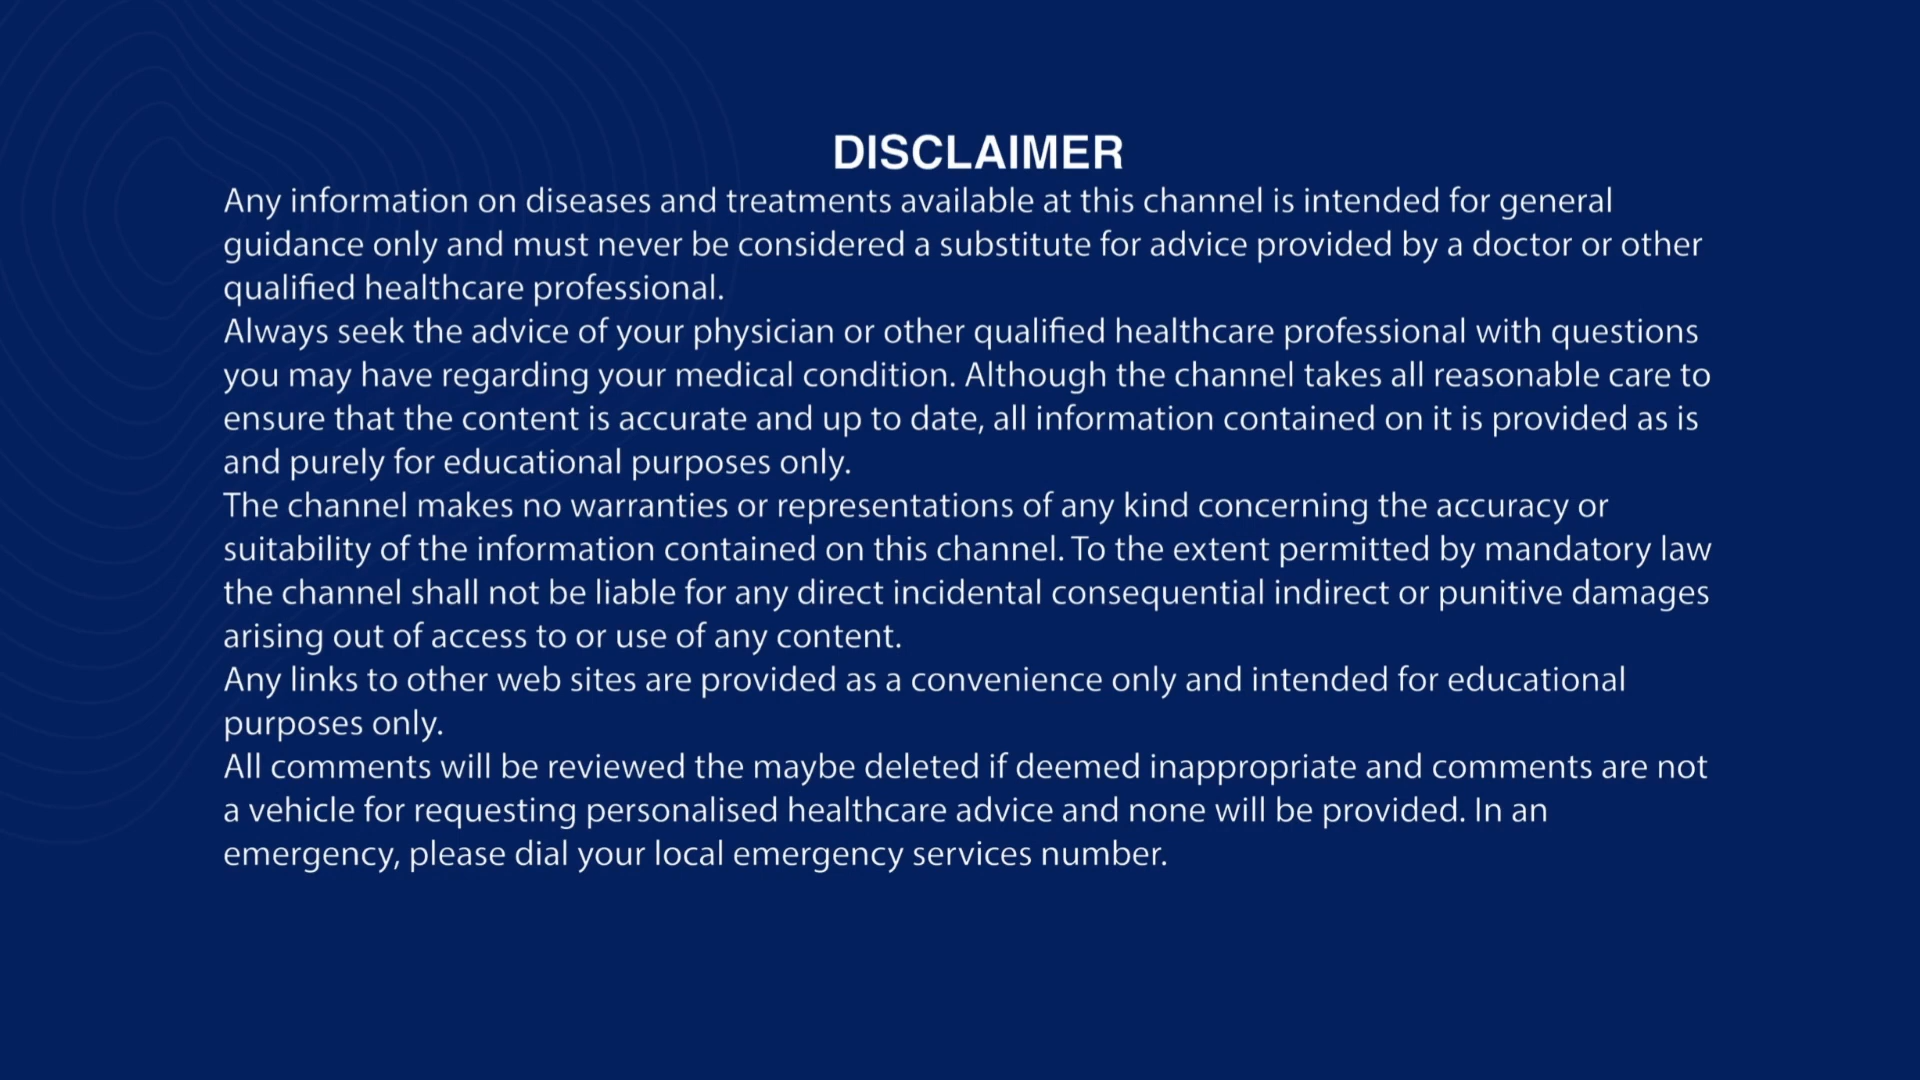 DISCLAIMER
Any information on diseases and treatments available at this channel is intended for general
guidance only and must never be considered a substitute for advice provided by a doctor or other
qualified healthcare professional.
Always seek the advice of your physician or other qualified healthcare professional with questions
you may have regarding your medical condition. Although the channel takes all reasonable care to
ensure that the content is accurate and up to date, all information contained on it is provided as is
and purely for educational purposes only.
The channel makes no warranties or representations of any kind concerning the accuracy or
suitability of the information contained on this channel. To the extent permitted by mandatory law
the channel shall not be liable for any direct incidental consequential indirect or punitive damages
arising out of access to or use of any content.
Any links to other web sites are provided as a convenience only and intended for educational
purposes only.
All comments will be reviewed the maybe deleted if deemed inappropriate and comments are not
a vehicle for requesting personalised healthcare advice and none will be provided. In an
emergency, please dial your local emergency services number.